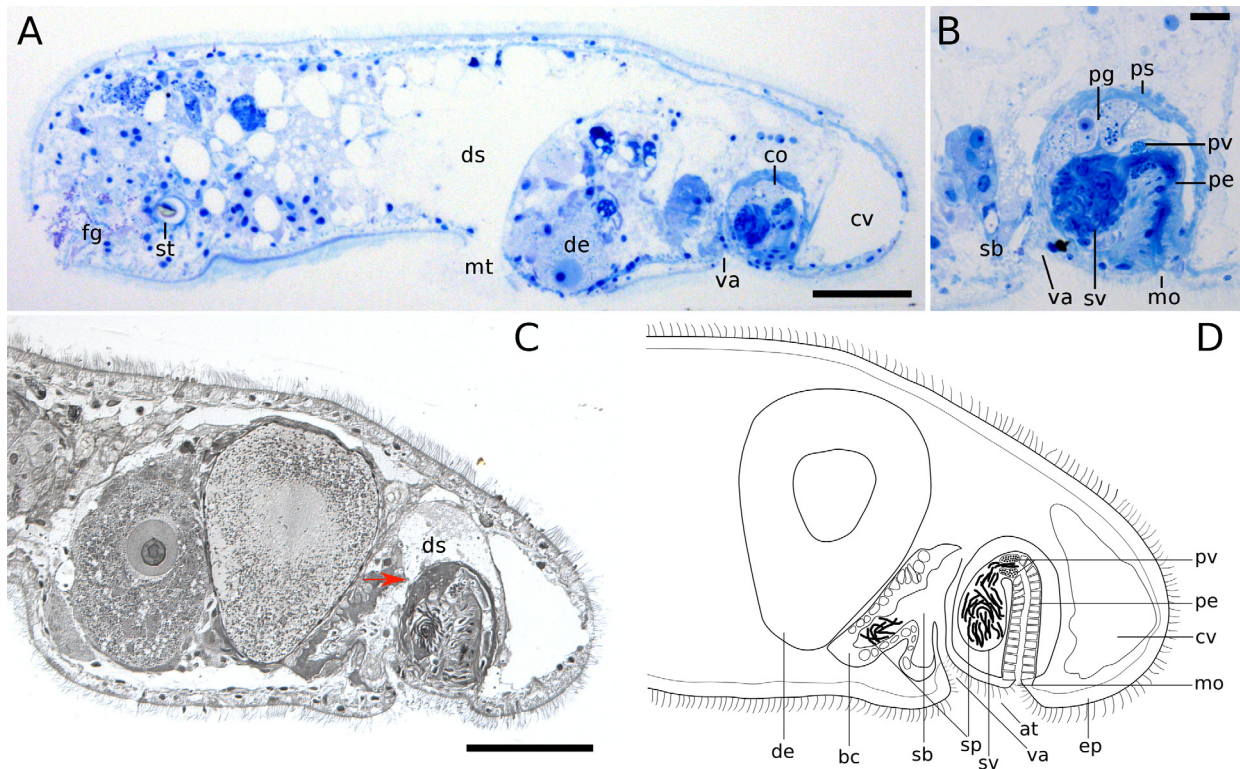 A
ds
co
cv
fg
st
de
mt
va
B
pg
ps
pv
pe
sb
va
sv
mo
C
ds
D
pv
pe
cv
mo
at
de
bc
sb
sp
sv
va
ep